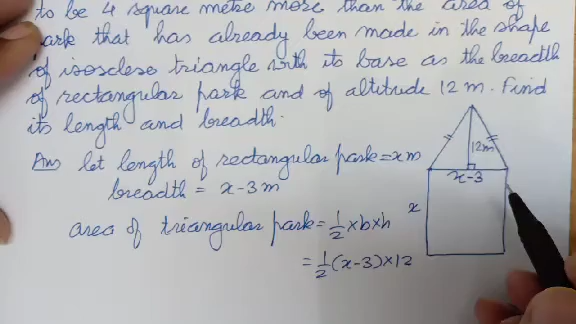 to be 4 square metre more than the area of
park that has already been made in the shape
of isosclese triangle with its base as the breadth
of rectangular park and of altitude 12 m. Find
its length and breadth.
Ans let length of rectangular park = x m
breadth = x-3 m
area of triangular park = 1/2 × b × h
= 1/2 (x-3) × 12
12m
x-3
x